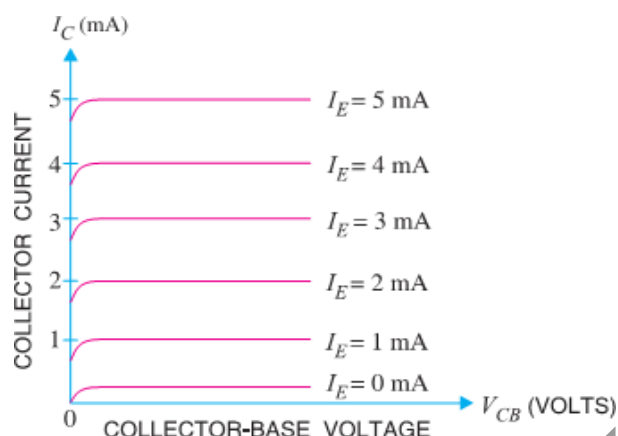 I_C (mA)
COLLECTOR CURRENT
5
I_E = 5 mA
4
I_E = 4 mA
3
I_E = 3 mA
2
I_E = 2 mA
1
I_E = 1 mA
I_E = 0 mA
0
V_CB (VOLTS)
COLLECTOR-BASE VOLTAGE